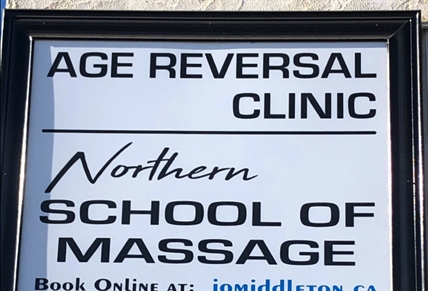 AGE REVERSAL
CLINIC
Northern
SCHOOL OF
MASSAGE
Book Online at: jomiddleton.ca